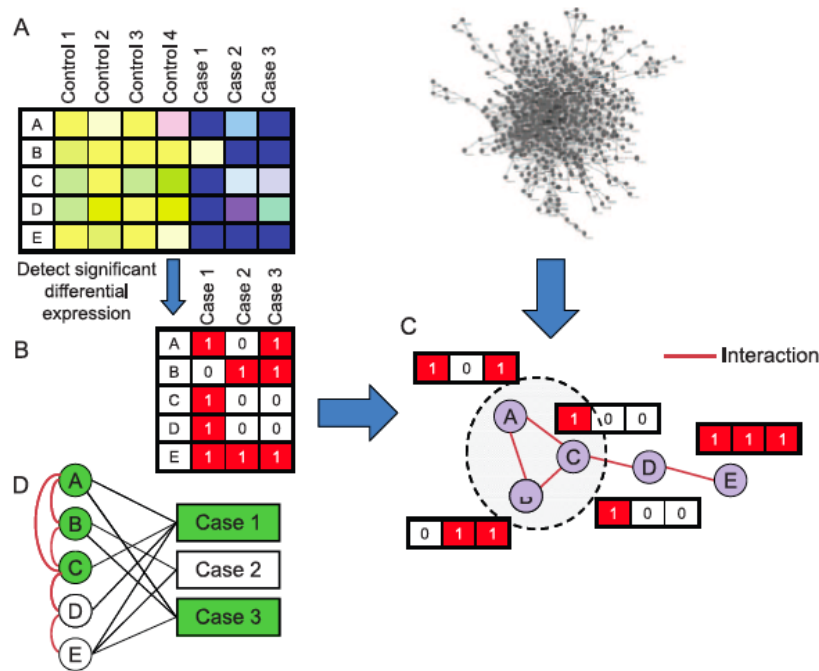 A
Control 1
Control 2
Control 3
Control 4
Case 1
Case 2
Case 3
A
B
C
D
E
Detect significant
differential
expression
Case 1
Case 2
Case 3
B
A 1 0 1
B 0 1 1
C 1 0 0
D 1 0 0
E 1 1 1
C
Interaction
1 0 1
1 0 0
1 1 1
A
C
D
E
1 0 0
0 1 1
D
A
B
C
D
E
Case 1
Case 2
Case 3